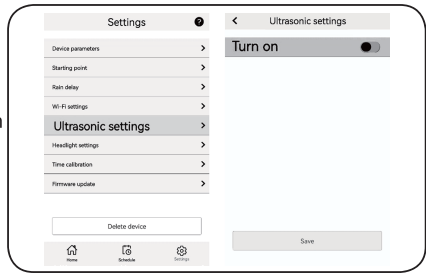 Settings
?
Device parameters
Starting point
Rain delay
Wi-Fi settings
Ultrasonic settings
Headlight settings
Time calibration
Firmware update
Delete device
Home
Schedule
Settings
Ultrasonic settings
Turn on
Save